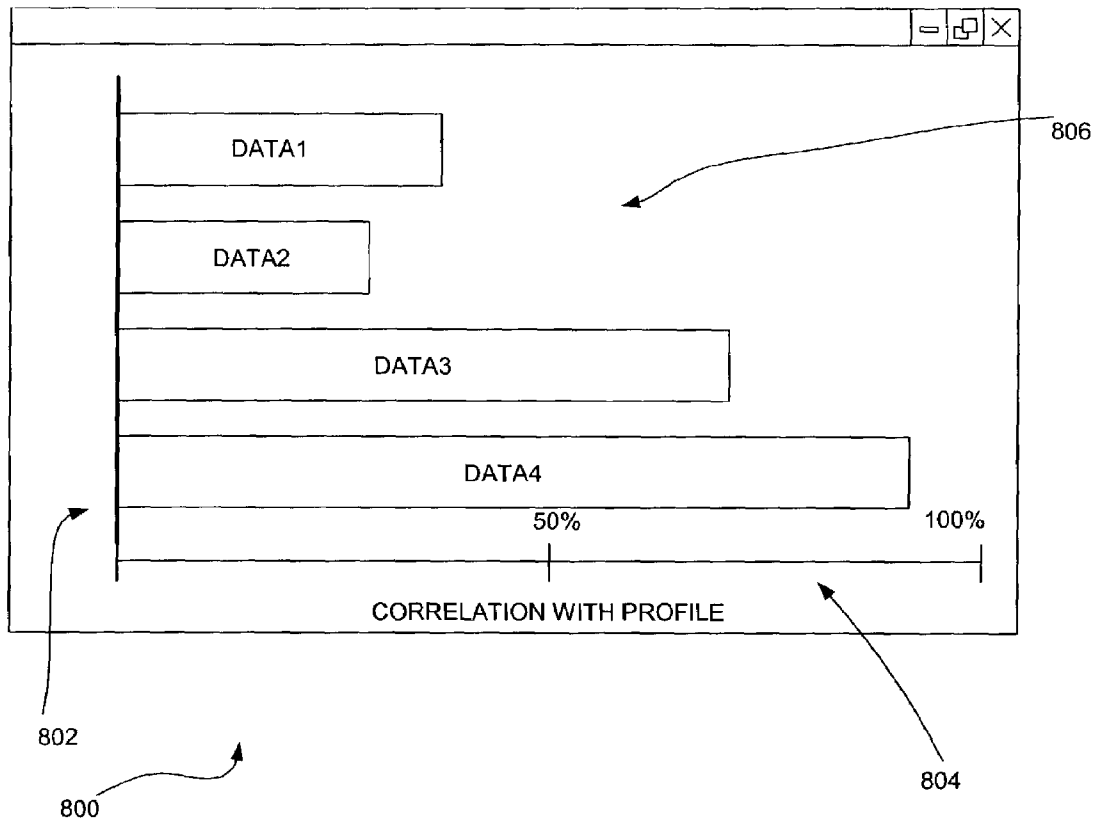 DATA1
806
DATA2
DATA3
DATA4
50%
100%
CORRELATION WITH PROFILE
802
804
800